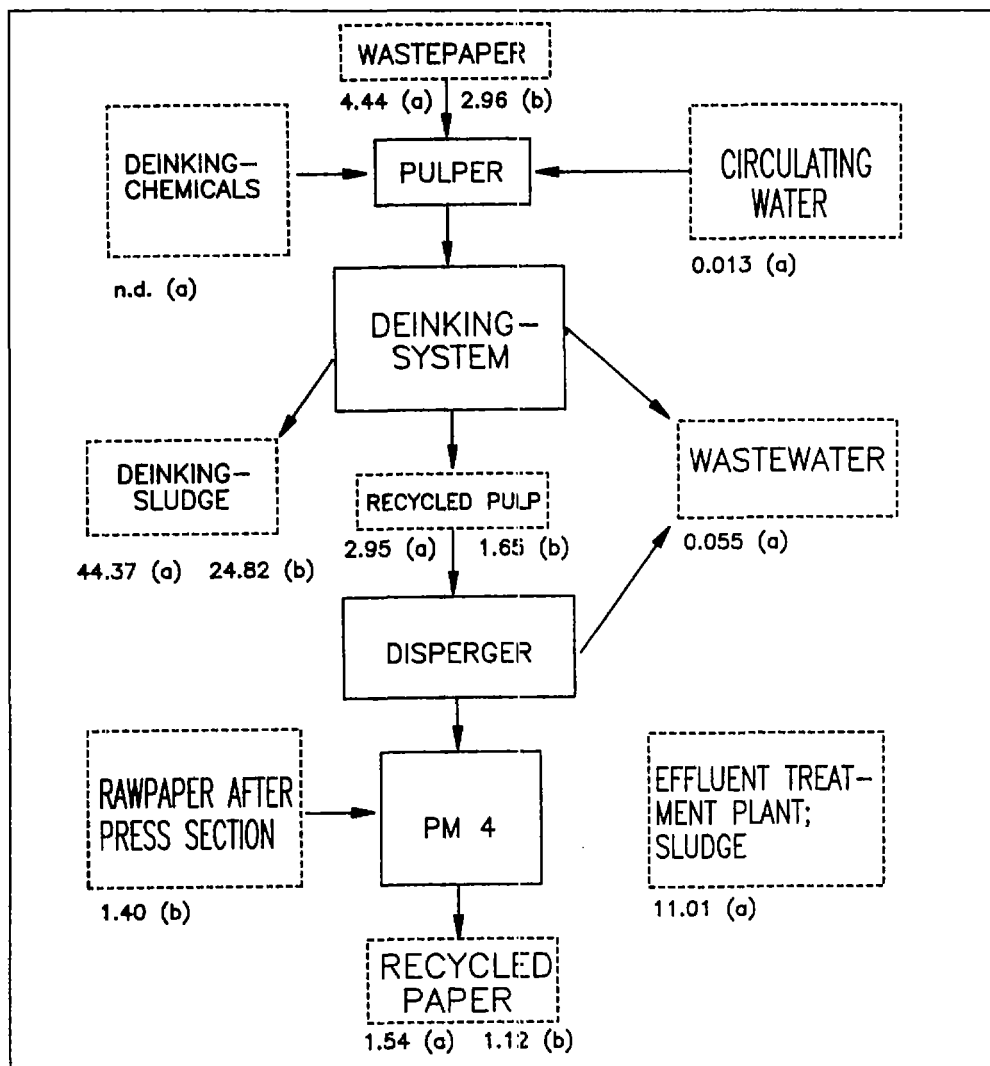 WASTEPAPER
4.44 (a) 2.96 (b)
DEINKING-
CHEMICALS
n.d. (a)
PULPER
CIRCULATING
WATER
0.013 (a)
DEINKING-
SYSTEM
DEINKING-
SLUDGE
44.37 (a) 24.82 (b)
RECYCLED PULP
2.95 (a) 1.65 (b)
WASTEWATER
0.055 (a)
DISPERGER
RAWPAPER AFTER
PRESS SECTION
1.40 (b)
PM 4
EFFLUENT TREAT-
MENT PLANT;
SLUDGE
11.01 (a)
RECYCLED
PAPER
1.54 (a) 1.12 (b)